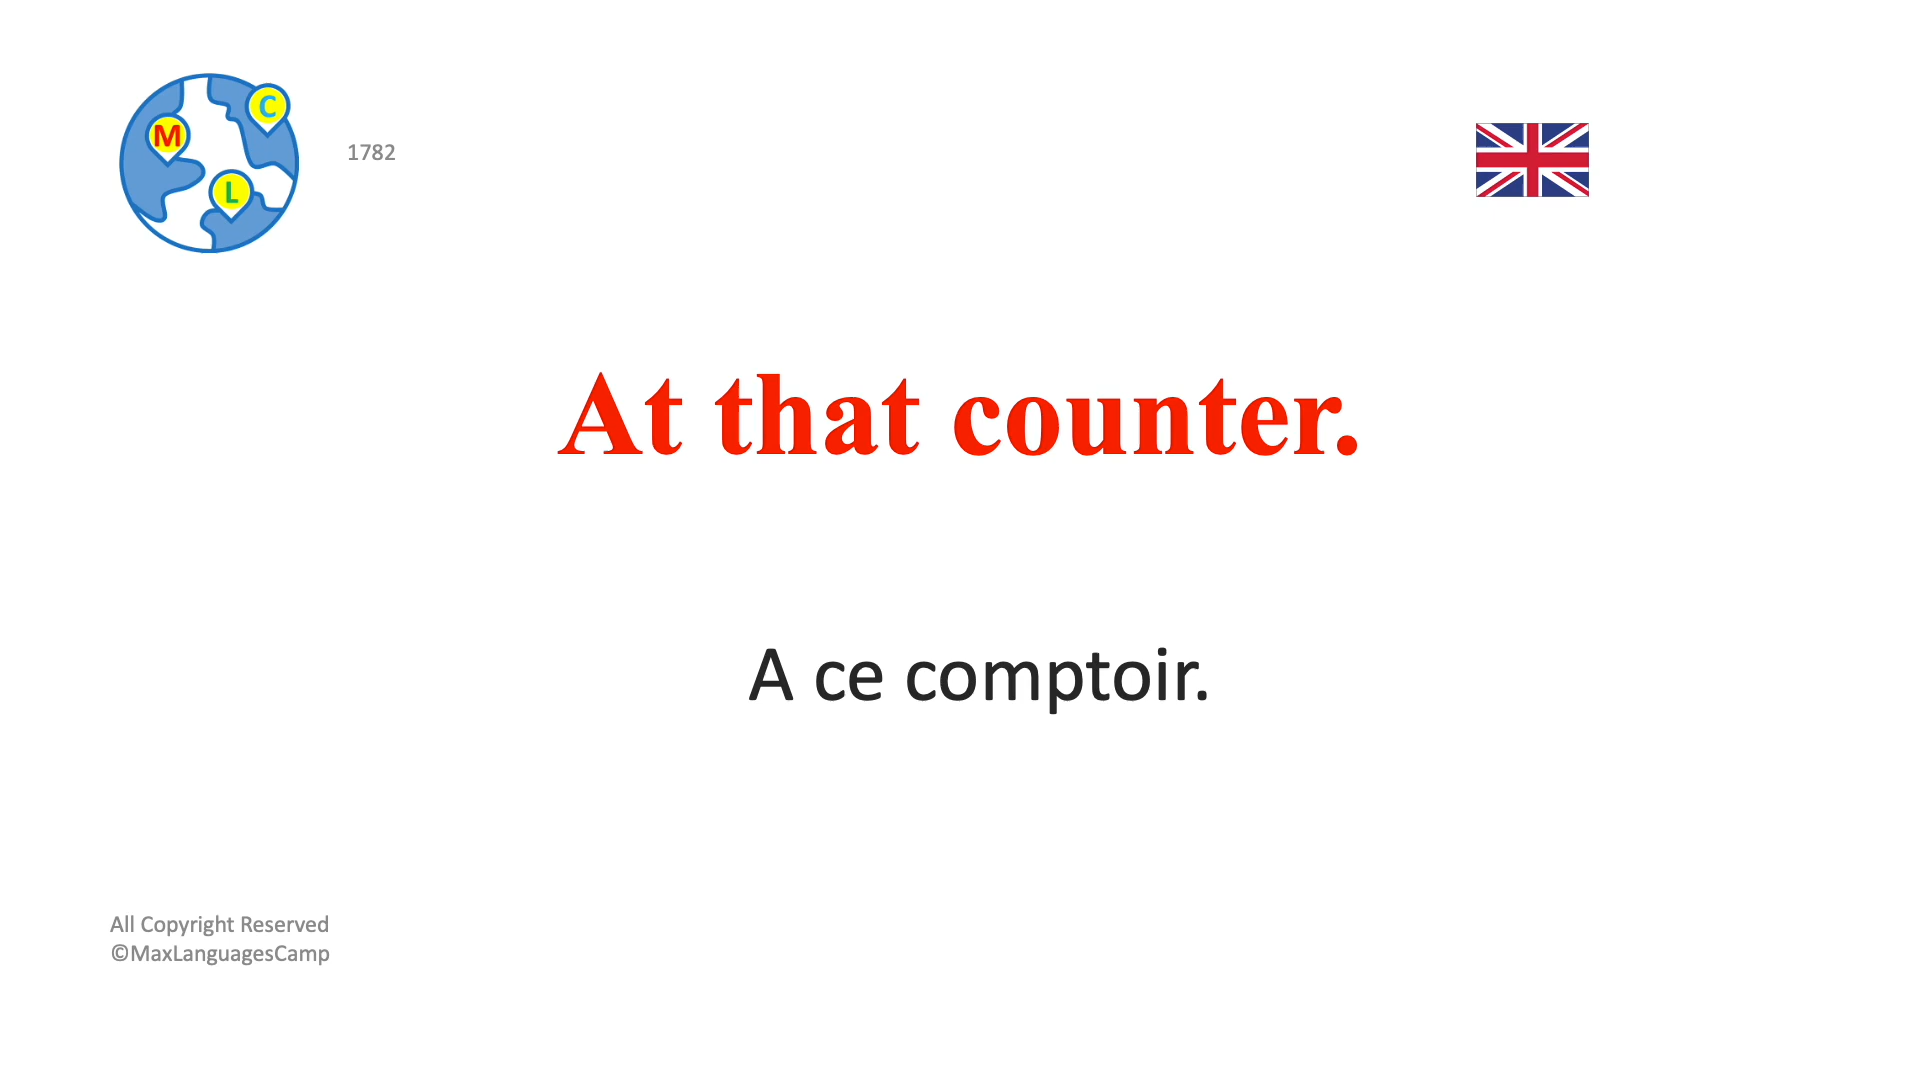 M
C
L
1782
At that counter.
A ce comptoir.
All Copyright Reserved
©MaxLanguagesCamp